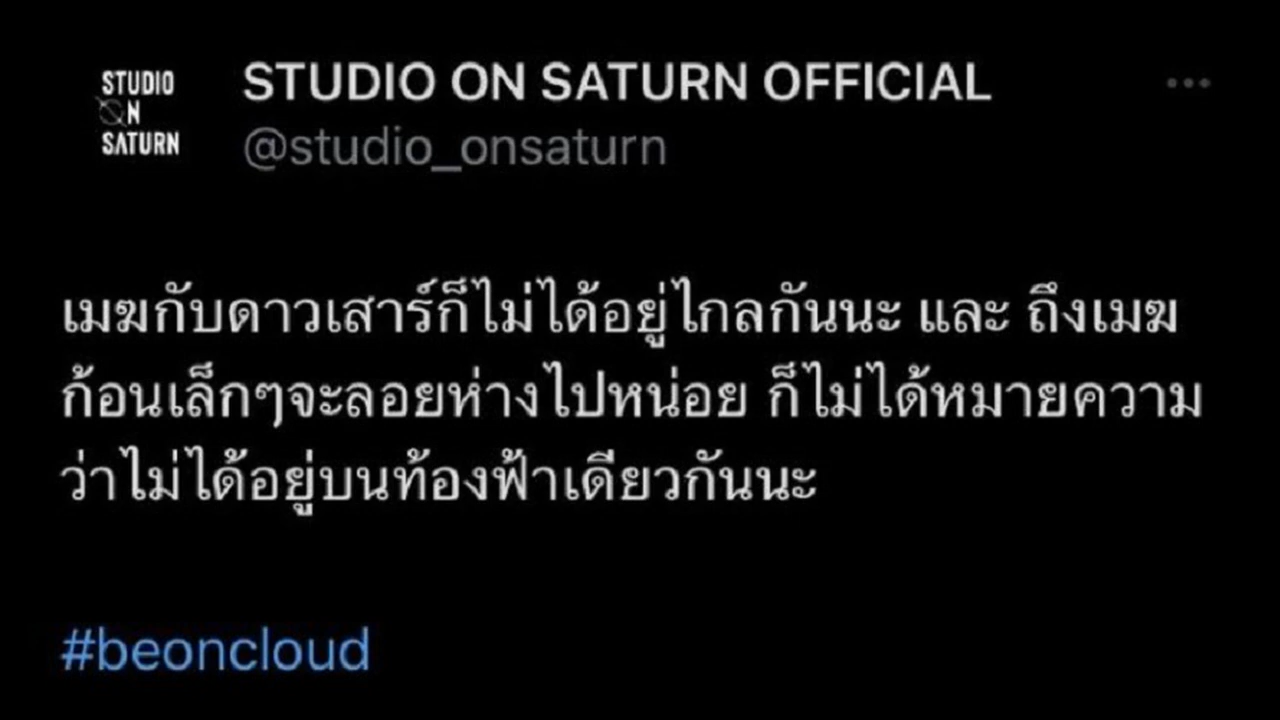 STUDIO
ON
SATURN
STUDIO ON SATURN OFFICIAL
@studio_onsaturn
เมฆกับดาวเสาร์ก็ไม่ได้อยู่ไกลกันนะ และ ถึงเมฆ
ก้อนเล็กๆจะลอยห่างไปหน่อย ก็ไม่ได้หมายความ
ว่าไม่ได้อยู่บนท้องฟ้าเดียวกันนะ
#beoncloud